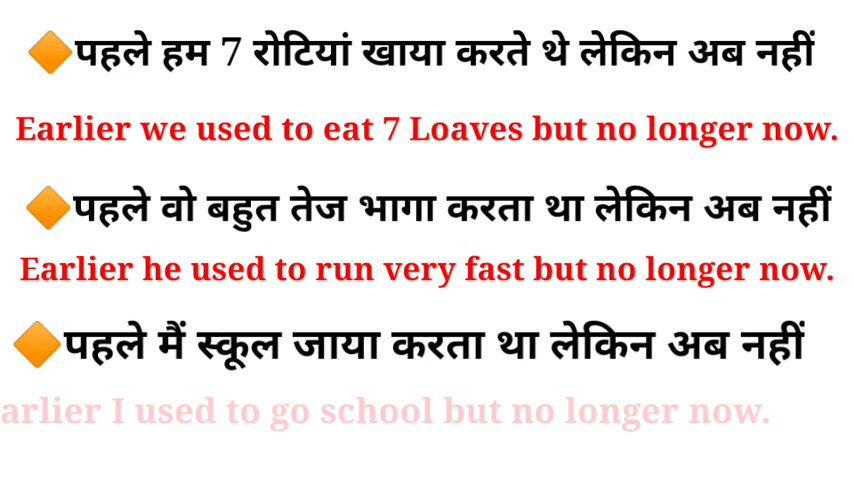 🔶पहले हम 7 रोटियां खाया करते थे लेकिन अब नहीं
Earlier we used to eat 7 Loaves but no longer now.
🔶पहले वो बहुत तेज भागा करता था लेकिन अब नहीं
Earlier he used to run very fast but no longer now.
🔶पहले मैं स्कूल जाया करता था लेकिन अब नहीं
arlier I used to go school but no longer now.